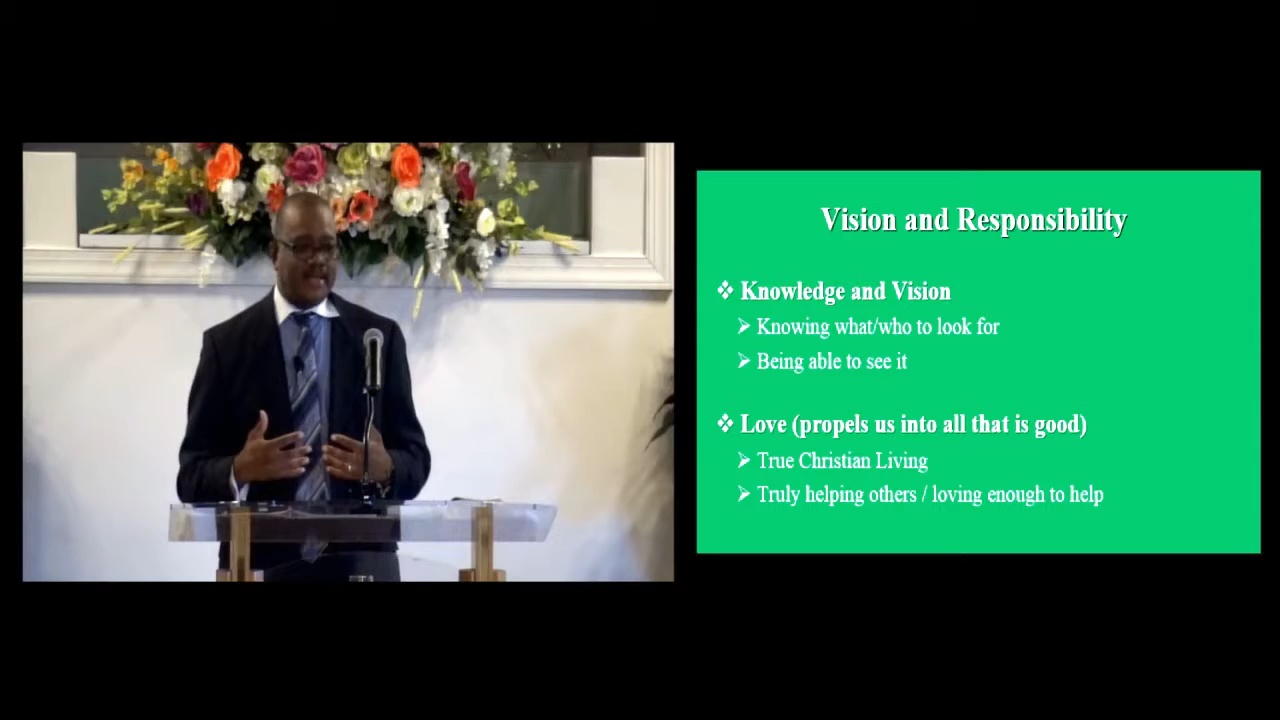 Vision and Responsibility
❖ Knowledge and Vision
➢ Knowing what/who to look for
➢ Being able to see it
❖ Love (propels us into all that is good)
➢ True Christian Living
➢ Truly helping others / loving enough to help